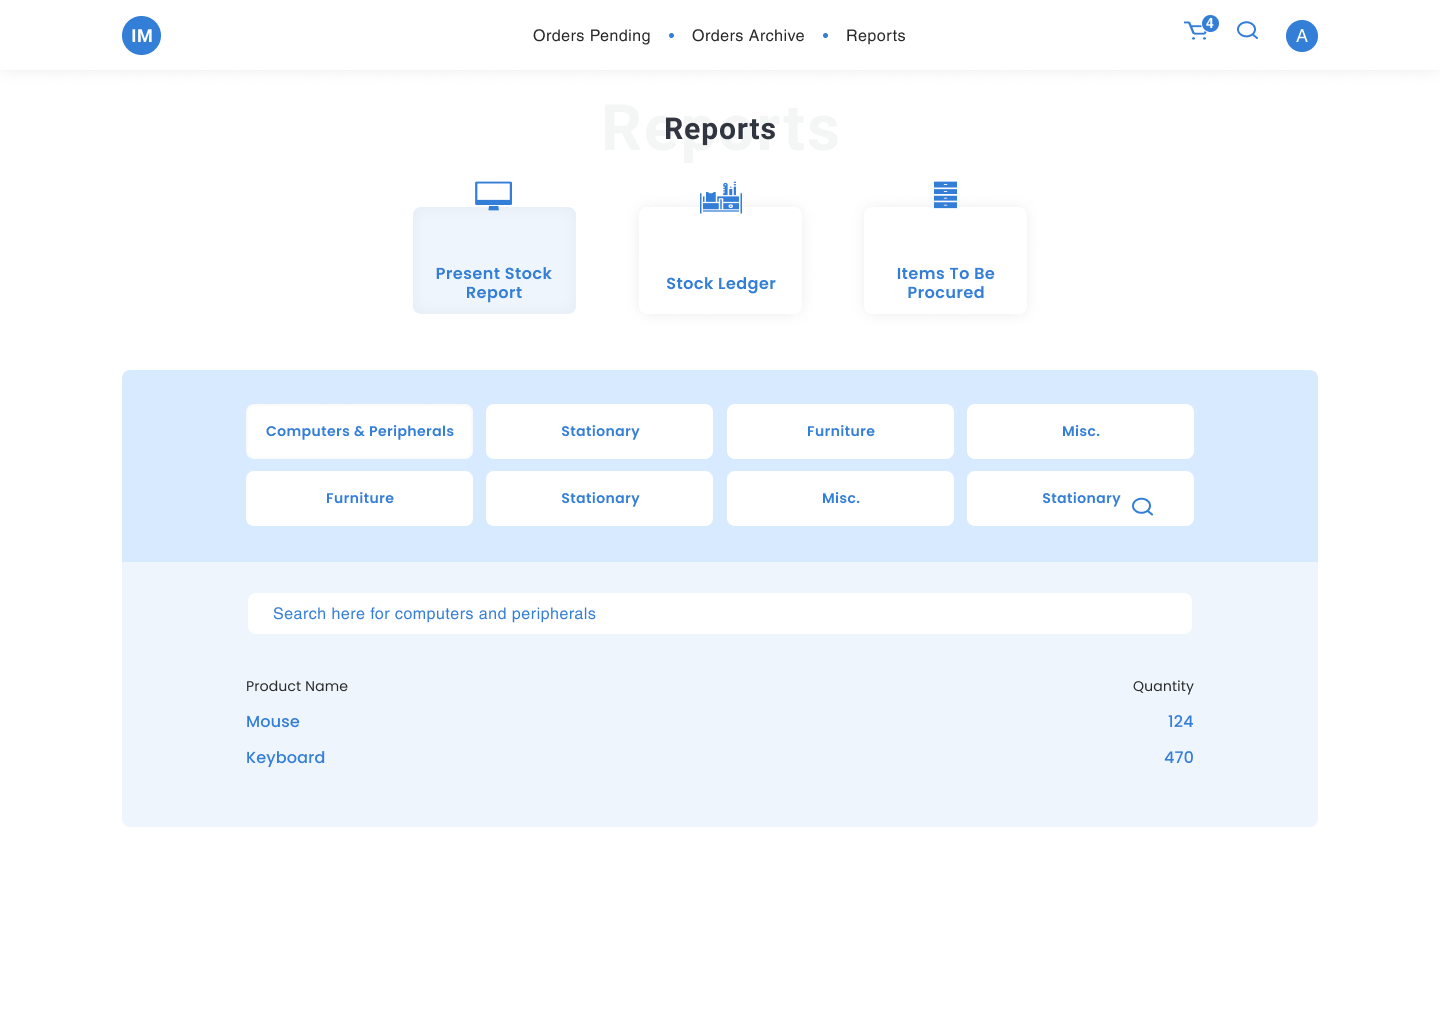 IM
Orders Pending • Orders Archive • Reports
4
A
Reports
Reports
Present Stock
Report
Stock Ledger
Items To Be
Procured
Computers & Peripherals
Stationary
Furniture
Misc.
Furniture
Stationary
Misc.
Stationary
Search here for computers and peripherals
Product Name Quantity
Mouse 124
Keyboard 470